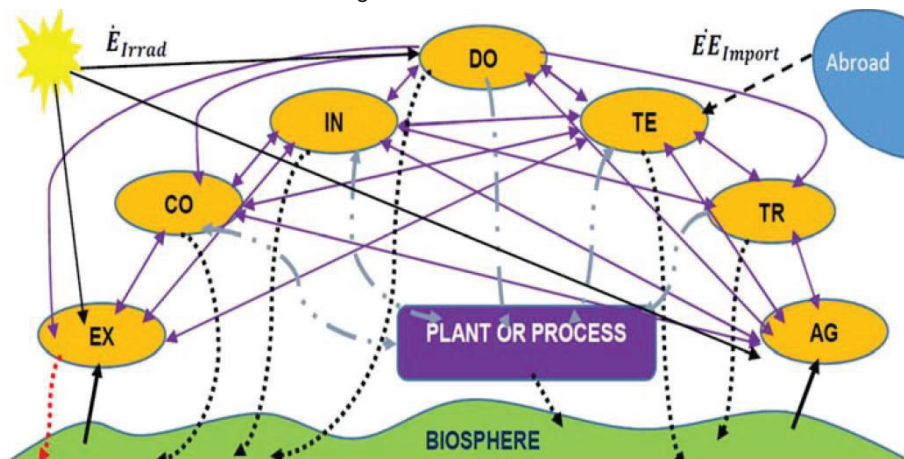 Ė_Irrad
DO
ĖE_Import
Abroad
IN
TE
CO
TR
EX
PLANT OR PROCESS
AG
BIOSPHERE